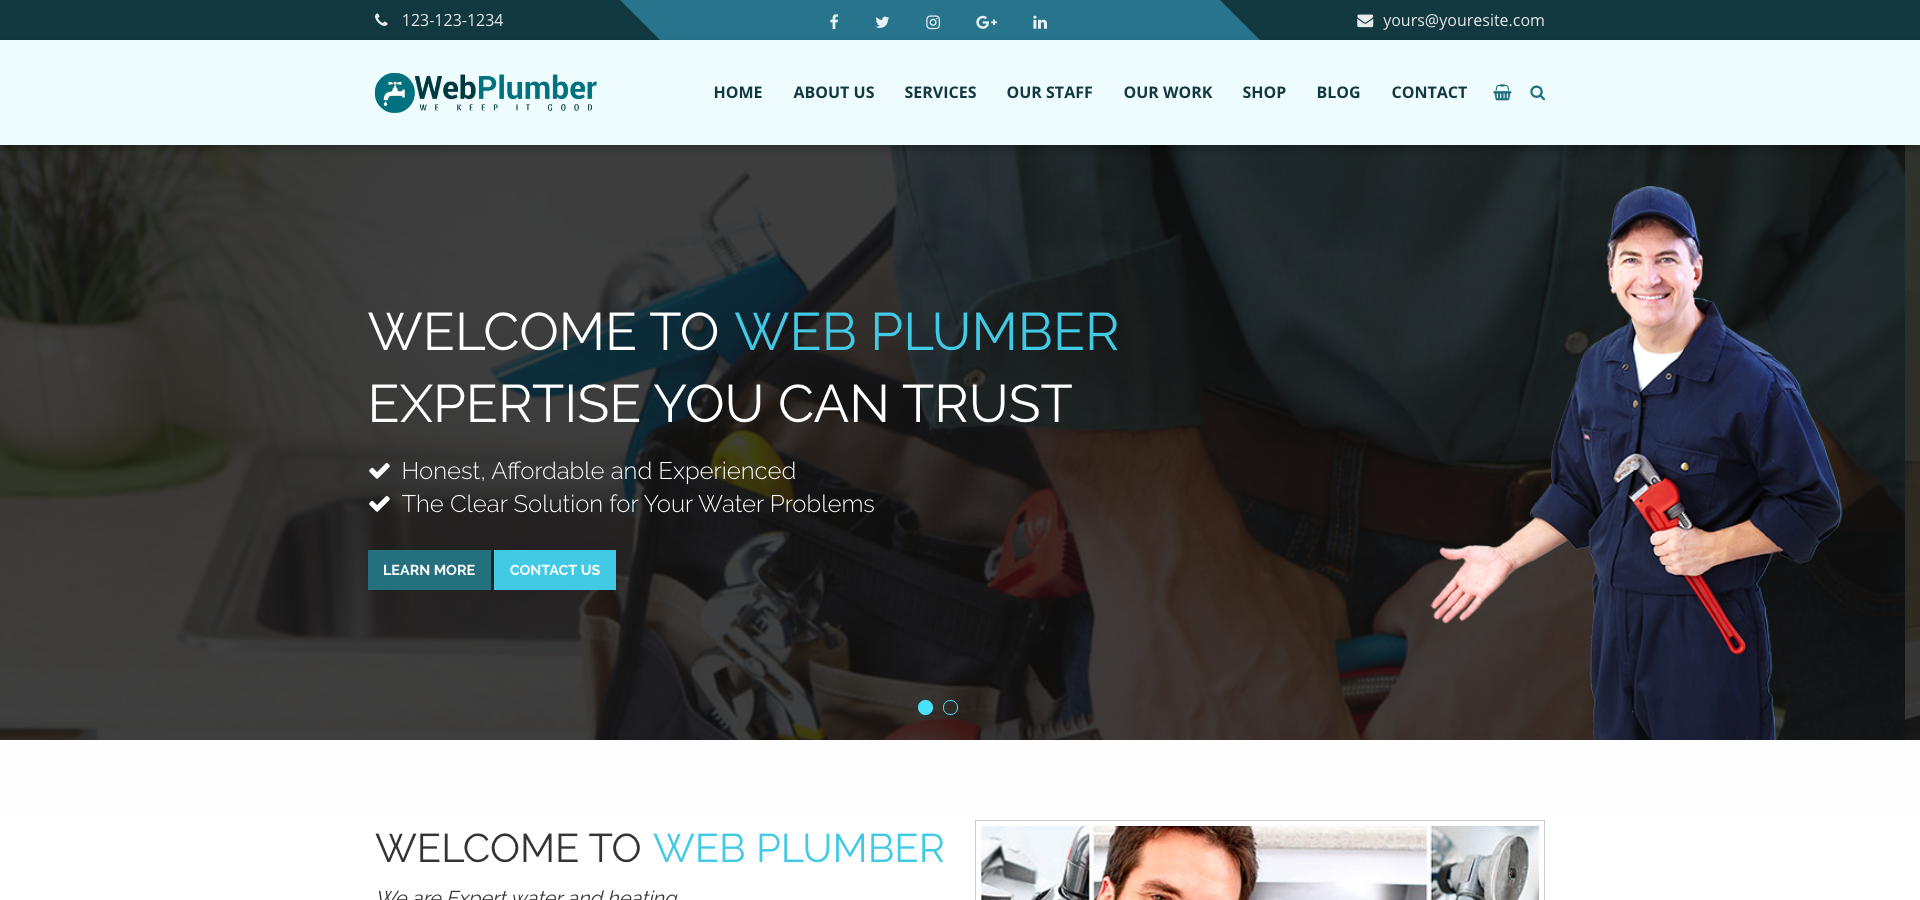 123-123-1234
yours@youresite.com
WebPlumber
WE KEEP IT GOOD
HOME ABOUT US SERVICES OUR STAFF OUR WORK SHOP BLOG CONTACT
WELCOME TO WEB PLUMBER
EXPERTISE YOU CAN TRUST
Honest, Affordable and Experienced
The Clear Solution for Your Water Problems
LEARN MORE CONTACT US
WELCOME TO WEB PLUMBER
We are Expert water and heating